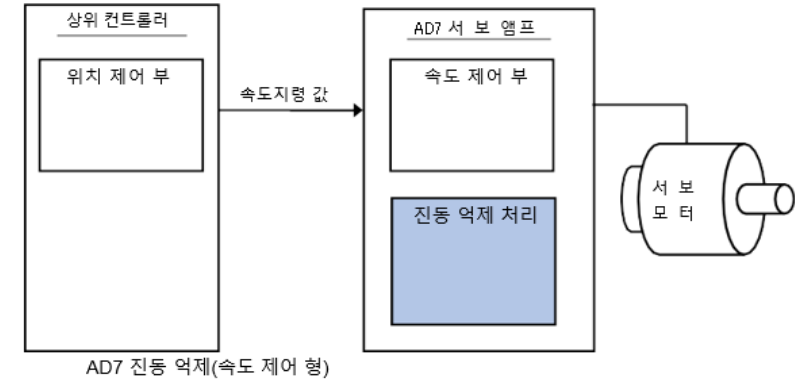 상위 컨트롤러
위치 제어 부
속도지령 값
AD7 서 보 앰프
속도 제어 부
진동 억제 처리
서 보
모 터
AD7 진동 억제(속도 제어 형)